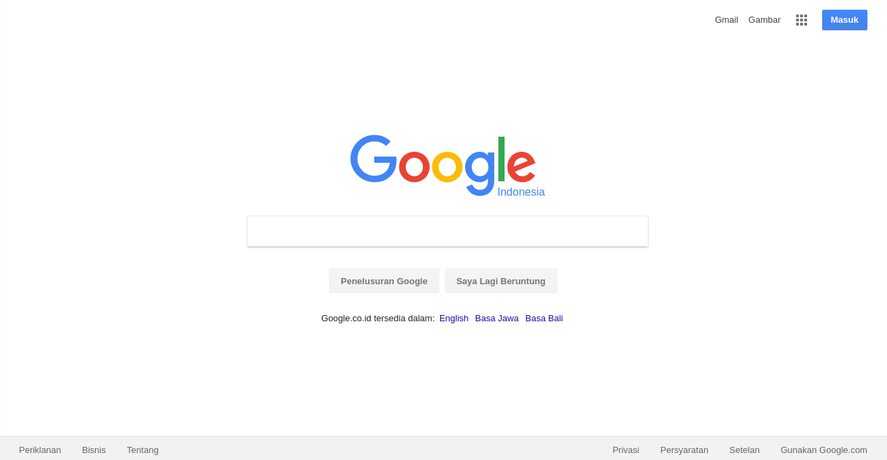 Gmail Gambar Masuk
Google
Indonesia
Penelusuran Google Saya Lagi Beruntung
Google.co.id tersedia dalam: English Basa Jawa Basa Bali
Periklanan Bisnis Tentang Privasi Persyaratan Setelan Gunakan Google.com